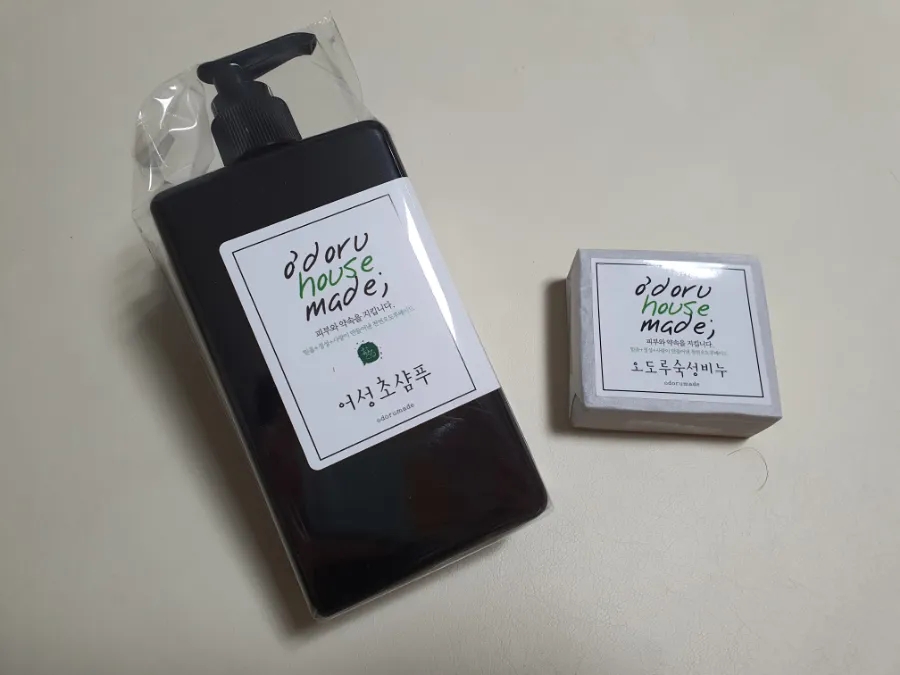 odoru
house
made;
피부와 약속을 지킵니다.
어성초샴푸
odorumade
odoru
house
made;
피부와 약속을 지킵니다.
오도루숙성비누
odorumade